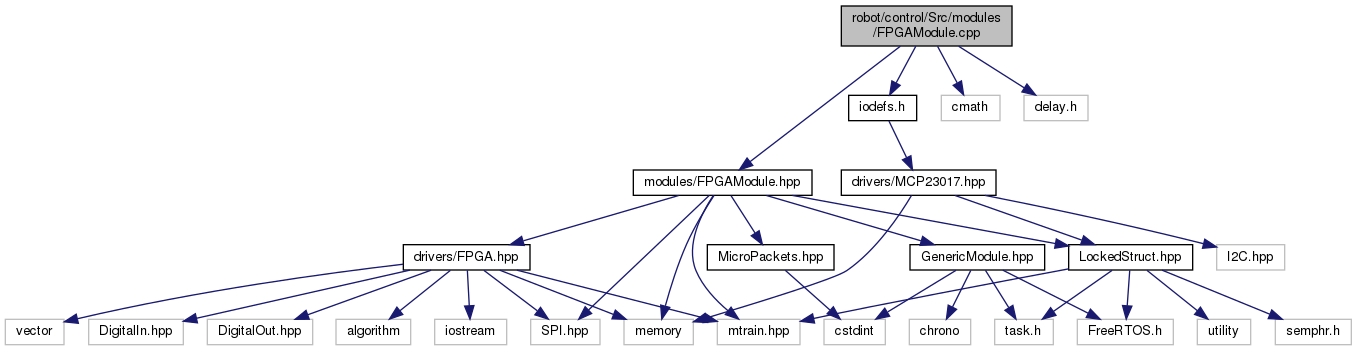 robot/control/Src/modules
/FPGAModule.cpp
iodefs.h
cmath
delay.h
modules/FPGAModule.hpp
drivers/MCP23017.hpp
drivers/FPGA.hpp
MicroPackets.hpp
GenericModule.hpp
LockedStruct.hpp
I2C.hpp
vector
DigitalIn.hpp
DigitalOut.hpp
algorithm
iostream
SPI.hpp
memory
mtrain.hpp
cstdint
chrono
task.h
FreeRTOS.h
utility
semphr.h